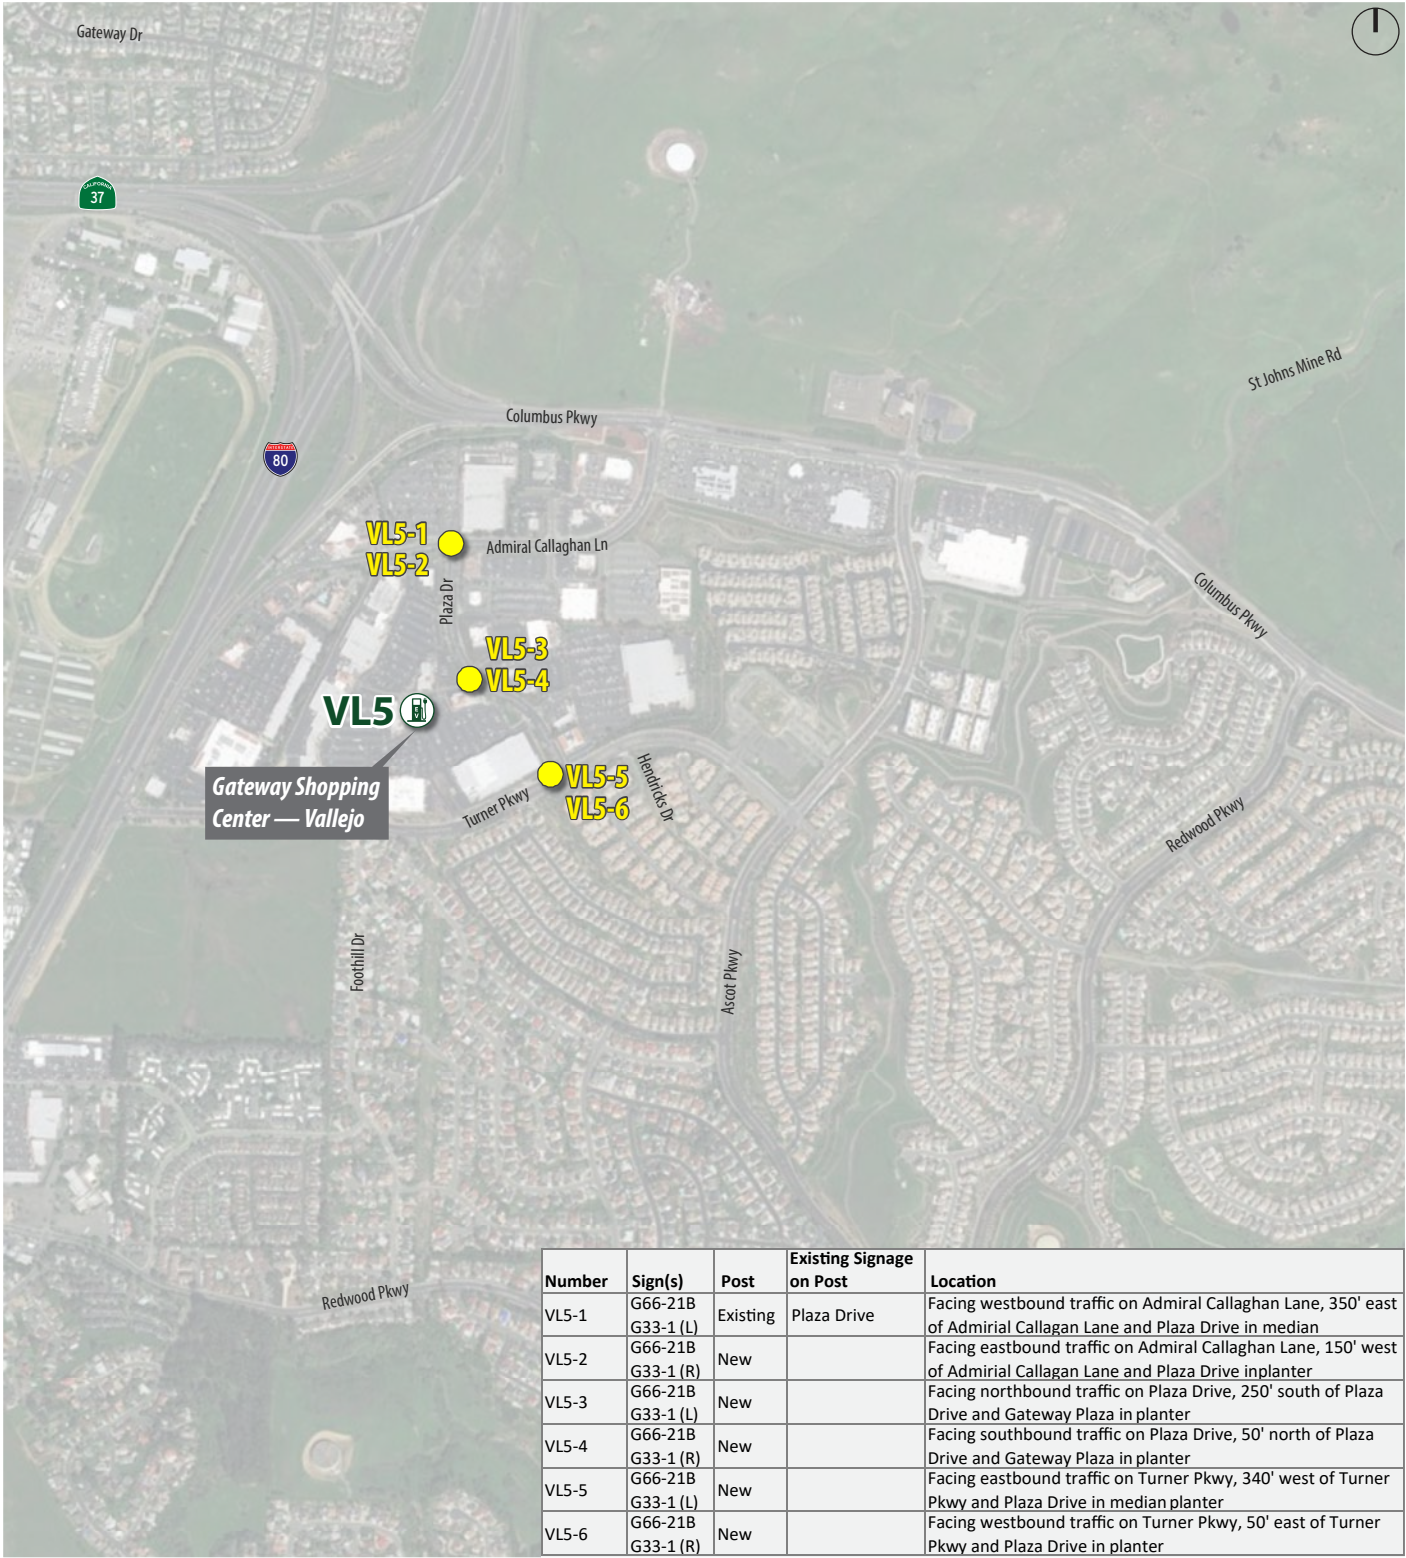 Gateway Dr
CALIFORNIA
37
St Johns Mine Rd
Columbus Pkwy
80
VL5-1
VL5-2
Admiral Callaghan Ln
Plaza Dr
Columbus Pkwy
VL5-3
VL5-4
VL5
EV
Gateway Shopping
Center — Vallejo
VL5-5
VL5-6
Hendricks Dr
Turner Pkwy
Redwood Pkwy
Foothill Dr
Ascot Pkwy
Redwood Pkwy
Number Sign(s) Post Existing Signage on Post Location
VL5-1 G66-21B G33-1 (L) Existing Plaza Drive Facing westbound traffic on Admiral Callaghan Lane, 350' east
of Admirial Callagan Lane and Plaza Drive in median
VL5-2 G66-21B G33-1 (R) New Facing eastbound traffic on Admiral Callaghan Lane, 150' west
of Admirial Callagan Lane and Plaza Drive inplanter
VL5-3 G66-21B G33-1 (L) New Facing northbound traffic on Plaza Drive, 250' south of Plaza
Drive and Gateway Plaza in planter
VL5-4 G66-21B G33-1 (R) New Facing southbound traffic on Plaza Drive, 50' north of Plaza
Drive and Gateway Plaza in planter
VL5-5 G66-21B G33-1 (L) New Facing eastbound traffic on Turner Pkwy, 340' west of Turner
Pkwy and Plaza Drive in median planter
VL5-6 G66-21B G33-1 (R) New Facing westbound traffic on Turner Pkwy, 50' east of Turner
Pkwy and Plaza Drive in planter